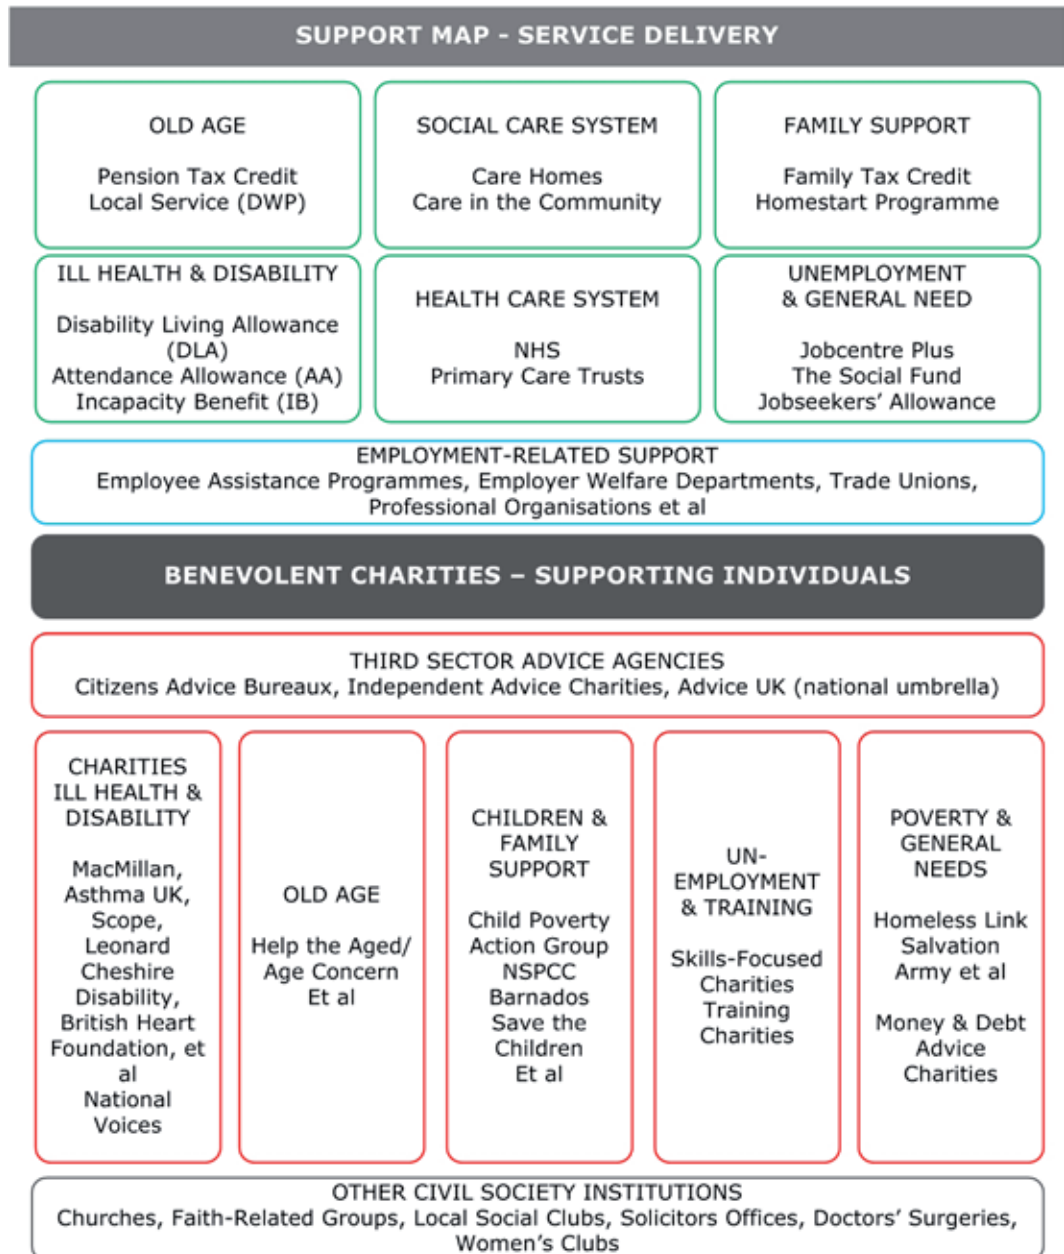 SUPPORT MAP - SERVICE DELIVERY
OLD AGE
Pension Tax Credit
Local Service (DWP)
SOCIAL CARE SYSTEM
Care Homes
Care in the Community
FAMILY SUPPORT
Family Tax Credit
Homestart Programme
ILL HEALTH & DISABILITY
Disability Living Allowance
(DLA)
Attendance Allowance (AA)
Incapacity Benefit (IB)
HEALTH CARE SYSTEM
NHS
Primary Care Trusts
UNEMPLOYMENT
& GENERAL NEED
Jobcentre Plus
The Social Fund
Jobseekers' Allowance
EMPLOYMENT-RELATED SUPPORT
Employee Assistance Programmes, Employer Welfare Departments, Trade Unions,
Professional Organisations et al
BENEVOLENT CHARITIES – SUPPORTING INDIVIDUALS
THIRD SECTOR ADVICE AGENCIES
Citizens Advice Bureaux, Independent Advice Charities, Advice UK (national umbrella)
CHARITIES
ILL HEALTH &
DISABILITY
MacMillan,
Asthma UK,
Scope,
Leonard
Cheshire
Disability,
British Heart
Foundation, et
al
National
Voices
OLD AGE
Help the Aged/
Age Concern
Et al
CHILDREN &
FAMILY
SUPPORT
Child Poverty
Action Group
NSPCC
Barnados
Save the
Children
Et al
UN-
EMPLOYMENT
& TRAINING
Skills-Focused
Charities
Training
Charities
POVERTY &
GENERAL
NEEDS
Homeless Link
Salvation
Army et al
Money & Debt
Advice
Charities
OTHER CIVIL SOCIETY INSTITUTIONS
Churches, Faith-Related Groups, Local Social Clubs, Solicitors Offices, Doctors' Surgeries,
Women's Clubs